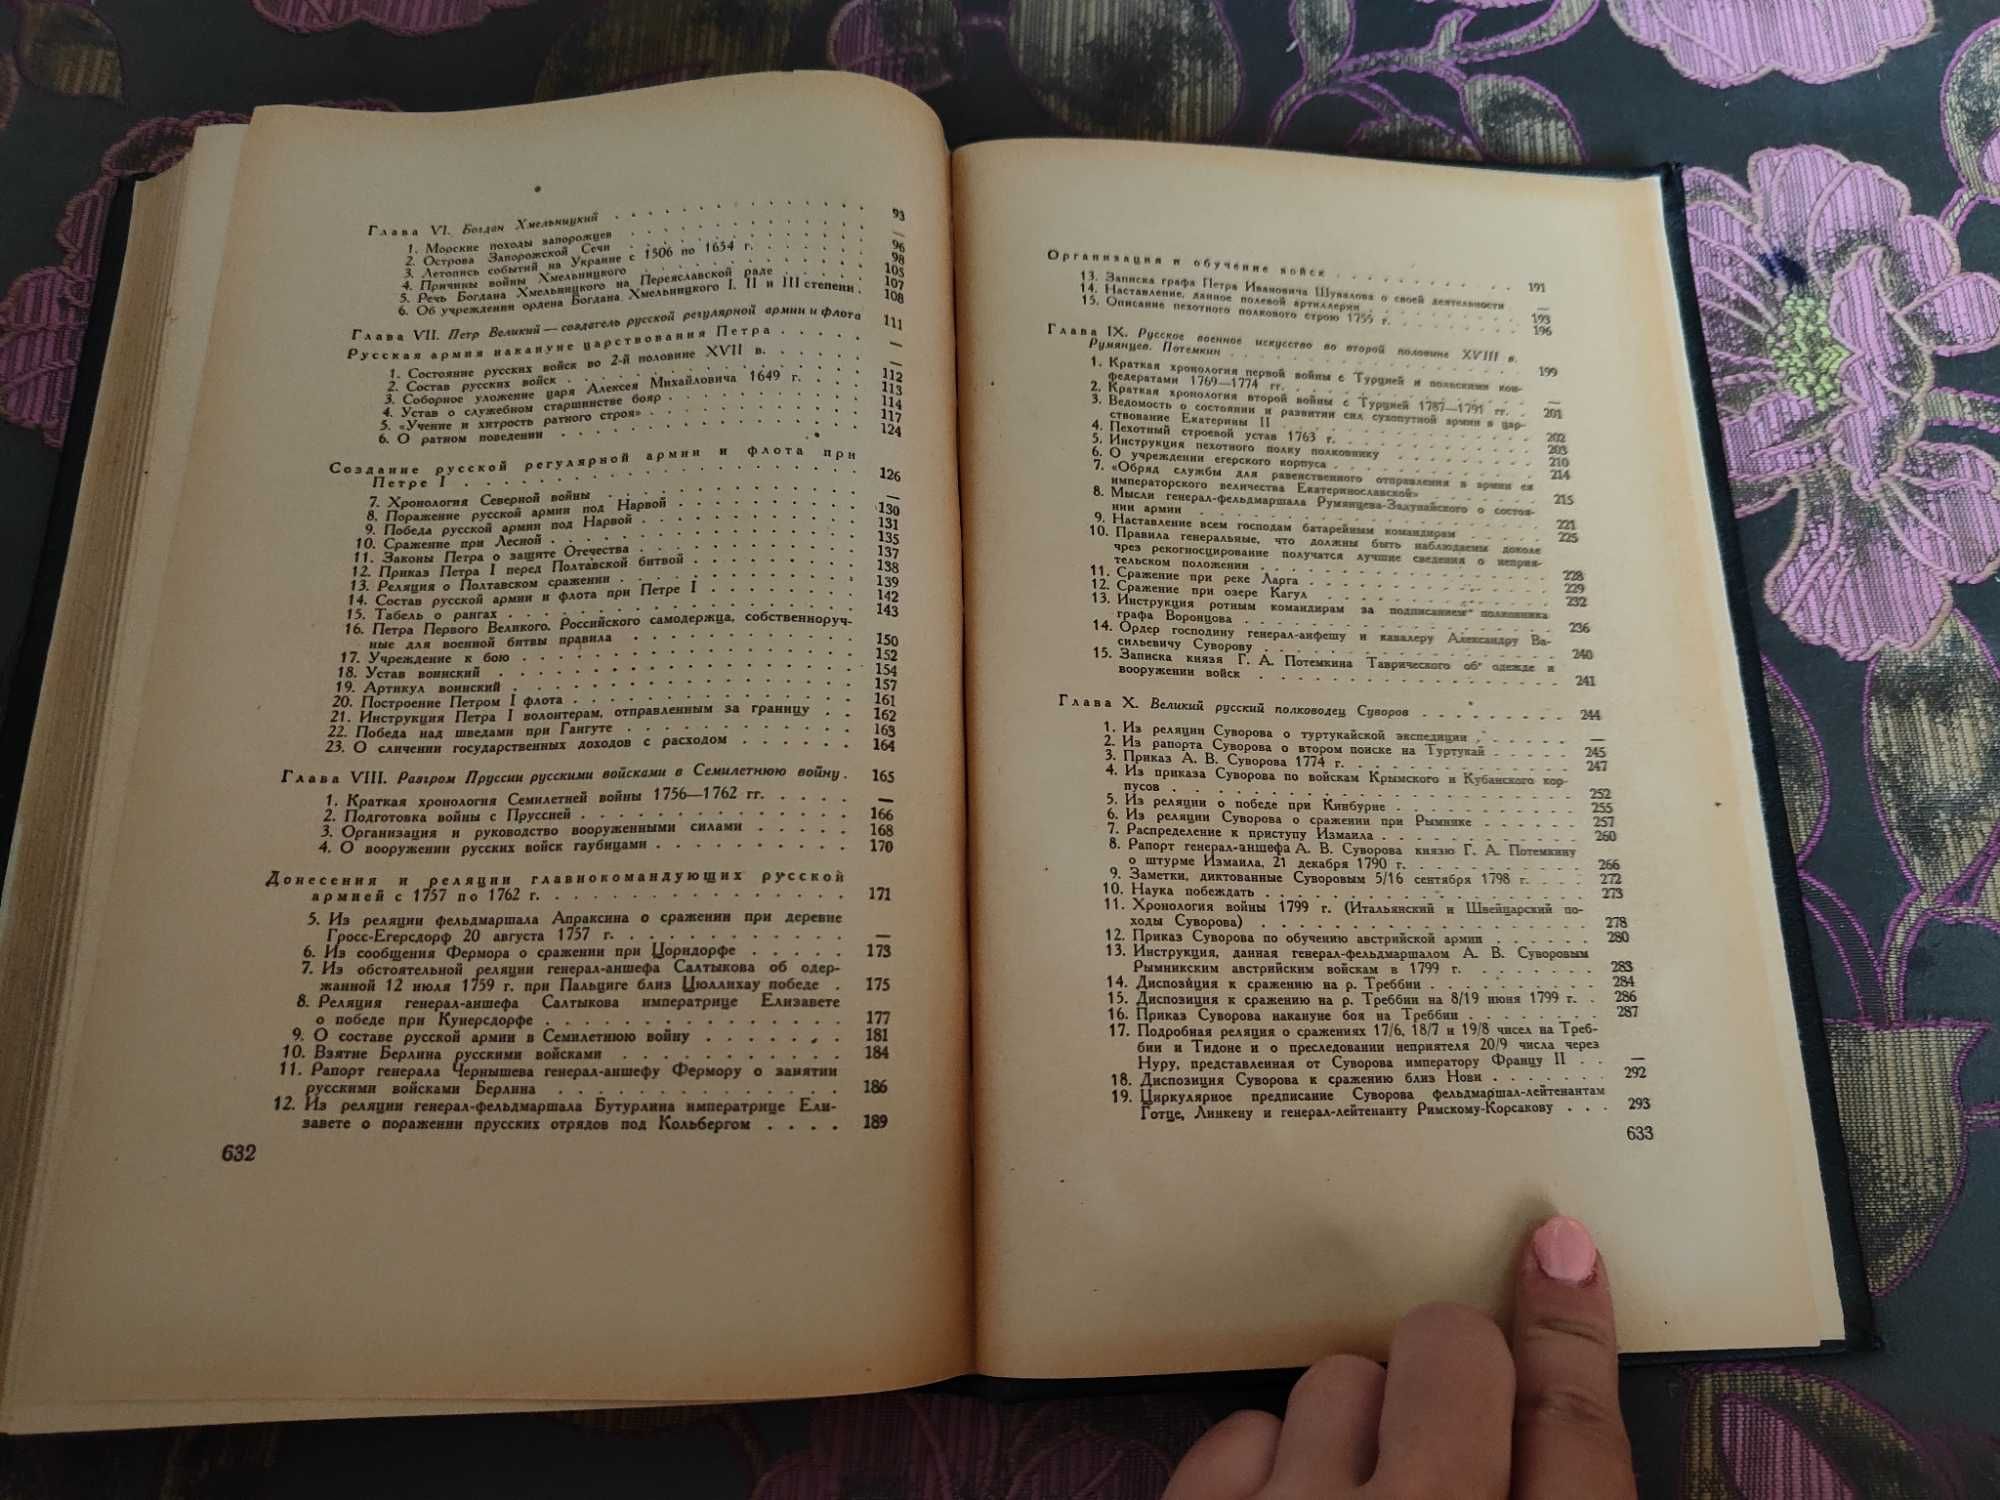 Глава VI. Богдан Хмельницкий . . . 93
1. Морские походы запорожцев . . . —
2. Острова Запорожской Сечи . . . 96
3. Летопись событий на Украине с 1506 по 1654 г. . . . 98
4. Причины войны Хмельницкого . . . 105
5. Речь Богдана Хмельницкого на Переяславской раде . . . 107
6. Об учреждении ордена Богдана Хмельницкого I, II и III степени . 108
Глава VII. Петр Великий — создатель русской регулярной армии и флота 111
Русская армия накануне царствования Петра . . . —
1. Состояние русских войск во 2-й половине XVII в. . . . —
2. Состав русских войск . . . 112
3. Соборное уложение царя Алексея Михайловича 1649 г. . . . 113
4. Устав о служебном старшинстве бояр . . . 114
5. «Учение и хитрость ратного строя» . . . 117
6. О ратном поведении . . . 124
Создание русской регулярной армии и флота при
Петре I . . . 126
7. Хронология Северной войны . . . —
8. Поражение русской армии под Нарвой . . . 130
9. Победа русской армии под Нарвой . . . 131
10. Сражение при Лесной . . . 135
11. Законы Петра о защите Отечества . . . 137
12. Приказ Петра I перед Полтавской битвой . . . 138
13. Реляция о Полтавском сражении . . . 139
14. Состав русской армии и флота при Петре I . . . 142
15. Табель о рангах . . . 143
16. Петра Первого Великого, Российского самодержца, собственноруч-
ные для военной битвы правила . . . 150
17. Учреждение к бою . . . 152
18. Устав воинский . . . 154
19. Артикул воинский . . . 157
20. Построение Петром I флота . . . 161
21. Инструкция Петра I волонтерам, отправленным за границу . . 162
22. Победа над шведами при Гангуте . . . 163
23. О сличении государственных доходов с расходом . . . 164
Глава VIII. Разгром Пруссии русскими войсками в Семилетнюю войну . 165
1. Краткая хронология Семилетней войны 1756—1762 гг. . . . —
2. Подготовка войны с Пруссией . . . 166
3. Организация и руководство вооруженными силами . . . 168
4. О вооружении русских войск гаубицами . . . 170
Донесения и реляции главнокомандующих русской
армией с 1757 по 1762 г. . . . 171
5. Из реляции фельдмаршала Апраксина о сражении при деревне
Гросс-Егерсдорф 20 августа 1757 г. . . . —
6. Из сообщения Фермора о сражении при Цорндорфе . . . 173
7. Из обстоятельной реляции генерал-аншефа Салтыкова об одер-
жанной 12 июля 1759 г. при Пальциге близ Цюллихау победе . 175
8. Реляция генерал-аншефа Салтыкова императрице Елизавете
о победе при Кунерсдорфе . . . 177
9. О составе русской армии в Семилетнюю войну . . . 181
10. Взятие Берлина русскими войсками . . . 184
11. Рапорт генерала Чернышева генерал-аншефу Фермору о занятии
русскими войсками Берлина . . . 186
12. Из реляции генерал-фельдмаршала Бутурлина императрице Ели-
завете о поражении прусских отрядов под Кольбергом . . . . 189
632
Организация и обучение войск . . . 191
13. Записка графа Петра Ивановича Шувалова о своей деятельности —
14. Наставление, данное полевой артиллерии . . . 193
15. Описание пехотного полкового строю 1755 г. . . . 196
Глава IX. Русское военное искусство во второй половине XVIII в.
Румянцев. Потемкин . . . 199
1. Краткая хронология первой войны с Турцией и польскими кон-
федератами 1769—1774 гг. . . . —
2. Краткая хронология второй войны с Турцией 1787—1791 гг. . 201
3. Ведомость о состоянии и развитии сил сухопутной армии в цар-
ствование Екатерины II . . . 202
4. Пехотный строевой устав 1763 г. . . . 203
5. Инструкция пехотного полку полковнику . . . 210
6. О учреждении егерского корпуса . . . 214
7. «Обряд службы для равенственного отправления в армии ея
императорского величества Екатеринославской» . . . 215
8. Мысли генерал-фельдмаршала Румянцева-Задунайского о состоя-
нии армии . . . 221
9. Наставление всем господам батарейным командирам . . . 225
10. Правила генеральные, что должны быть наблюдаемы доколе
чрез рекогносцирование получатся лучшие сведения о неприя-
тельском положении . . . 228
11. Сражение при реке Ларга . . . 229
12. Сражение при озере Кагул . . . 232
13. Инструкция ротным командирам за подписанием полковника
графа Воронцова . . . 236
14. Ордер господину генерал-анфешу и кавалеру Александру Ва-
сильевичу Суворову . . . 240
15. Записка князя Г. А. Потемкина Таврического об одежде и
вооружении войск . . . 241
Глава X. Великий русский полководец Суворов . . . 244
1. Из реляции Суворова о туртукайской экспедиции . . . —
2. Из рапорта Суворова о втором поиске на Туртукай . . . 245
3. Приказ А. В. Суворова 1774 г. . . . 247
4. Из приказа Суворова по войскам Крымского и Кубанского кор-
пусов . . . 252
5. Из реляции о победе при Кинбурне . . . 255
6. Из реляции Суворова о сражении при Рымнике . . . 257
7. Распределение к приступу Измаила . . . 260
8. Рапорт генерал-аншефа А. В. Суворова князю Г. А. Потемкину
о штурме Измаила, 21 декабря 1790 г. . . . 266
9. Заметки, диктованные Суворовым 5/16 сентября 1798 г. . . . 272
10. Наука побеждать . . . 273
11. Хронология войны 1799 г. (Итальянский и Швейцарский по-
ходы Суворова) . . . 278
12. Приказ Суворова по обучению австрийской армии . . . 280
13. Инструкция, данная генерал-фельдмаршалом А. В. Суворовым
Рымникским австрийским войскам в 1799 г. . . . 283
14. Диспозиция к сражению на р. Треббии . . . 284
15. Диспозиция к сражению на р. Треббии на 8/19 июня 1799 г. . . 286
16. Приказ Суворова накануне боя на Треббии . . . 287
17. Подробная реляция о сражениях 17/6, 18/7 и 19/8 чисел на Треб-
бии и Тидоне и о преследовании неприятеля 20/9 числа через
Нуру, представленная от Суворова императору Францу II . . —
18. Диспозиция Суворова к сражению близ Нови . . . 292
19. Циркулярное предписание Суворова фельдмаршал-лейтенантам
Готце, Линкену и генерал-лейтенанту Римскому-Корсакову . . . 293
633